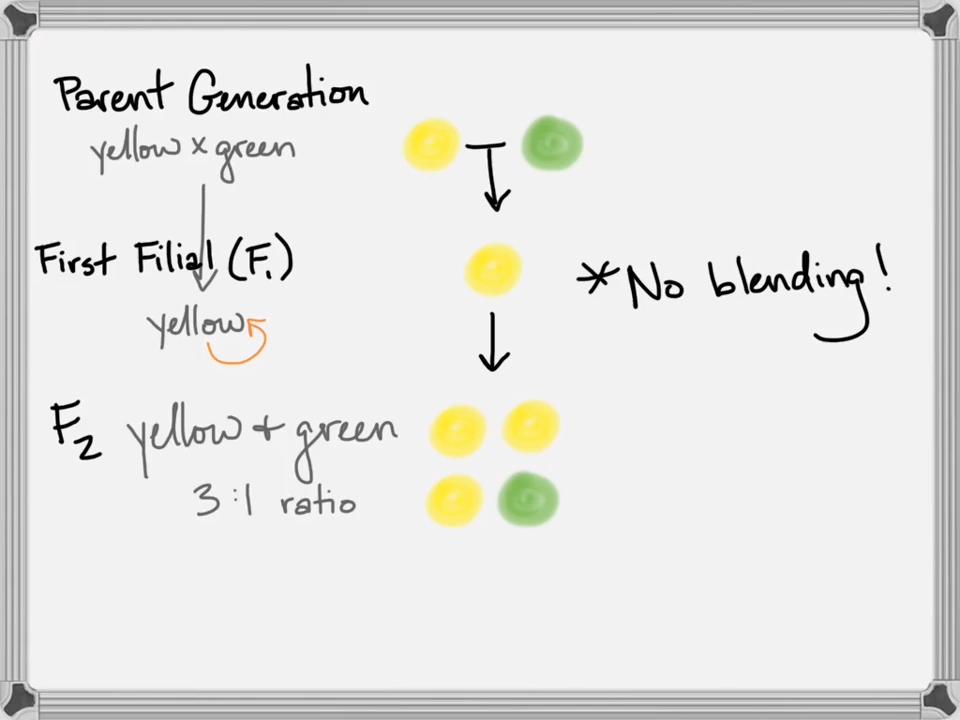 Parent Generation
yellow x green
First Filial (F₁)
yellow
*No blending!
F₂ yellow + green
3:1 ratio